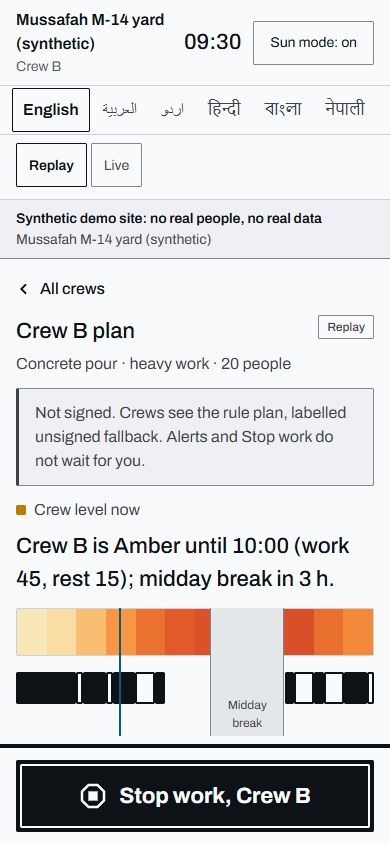 Mussafah M-14 yard
(synthetic)
Crew B
09:30
Sun mode: on
English
العربية
اردو
हिन्दी
বাংলা
नेपाली
Replay
Live
Synthetic demo site: no real people, no real data
Mussafah M-14 yard (synthetic)
All crews
Crew B plan
Replay
Concrete pour · heavy work · 20 people
Not signed. Crews see the rule plan, labelled
unsigned fallback. Alerts and Stop work do
not wait for you.
Crew level now
Crew B is Amber until 10:00 (work
45, rest 15); midday break in 3 h.
Midday
break
Stop work, Crew B